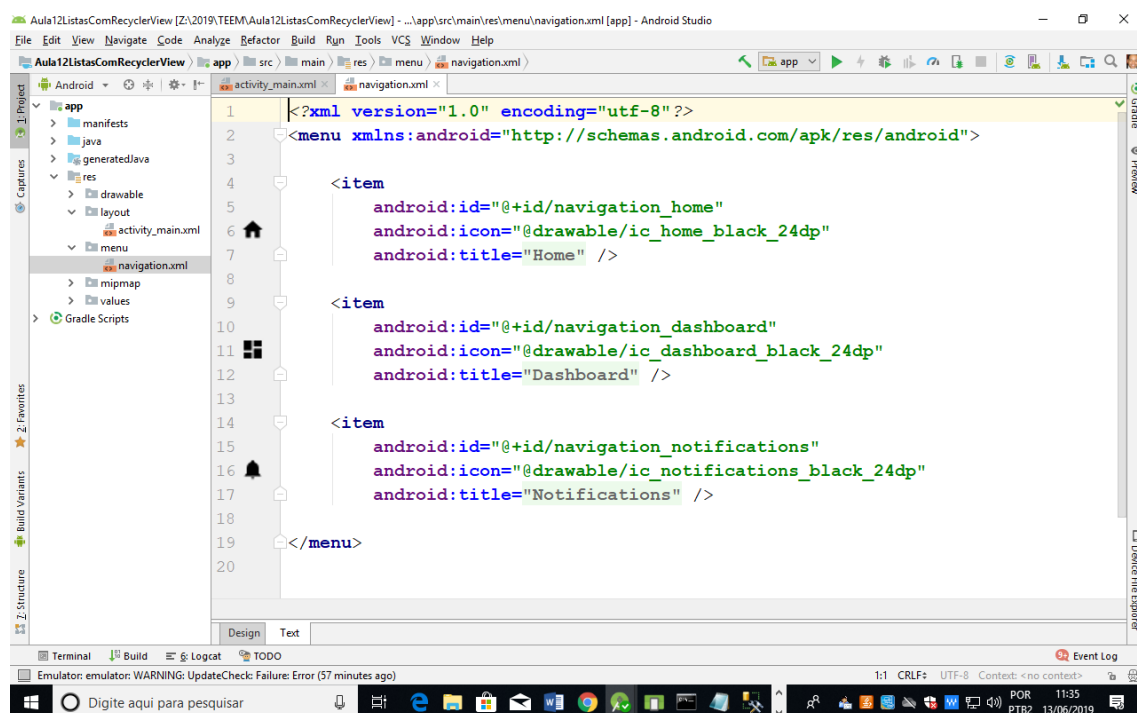 Aula12ListasComRecyclerView [Z:\2019\TEEM\Aula12ListasComRecyclerView] - ...\app\src\main\res\menu\navigation.xml [app] - Android Studio
File Edit View Navigate Code Analyze Refactor Build Run Tools VCS Window Help
Aula12ListasComRecyclerView app src main res menu navigation.xml app
Android activity_main.xml navigation.xml
1: Project
Captures
2: Favorites
Build Variants
Z: Structure
app
manifests
java
generatedJava
res
drawable
layout
activity_main.xml
menu
navigation.xml
mipmap
values
Gradle Scripts
1 <?xml version="1.0" encoding="utf-8"?>
2 <menu xmlns:android="http://schemas.android.com/apk/res/android">
3
4 <item
5 android:id="@+id/navigation_home"
6 android:icon="@drawable/ic_home_black_24dp"
7 android:title="Home" />
8
9 <item
10 android:id="@+id/navigation_dashboard"
11 android:icon="@drawable/ic_dashboard_black_24dp"
12 android:title="Dashboard" />
13
14 <item
15 android:id="@+id/navigation_notifications"
16 android:icon="@drawable/ic_notifications_black_24dp"
17 android:title="Notifications" />
18
19 </menu>
20
Gradle
Preview
Device File Explorer
Design Text
Terminal Build 6: Logcat TODO Event Log
Emulator: emulator: WARNING: UpdateCheck: Failure: Error (57 minutes ago) 1:1 CRLF UTF-8 Context: <no context>
Digite aqui para pesquisar
POR 11:35
PTB2 13/06/2019